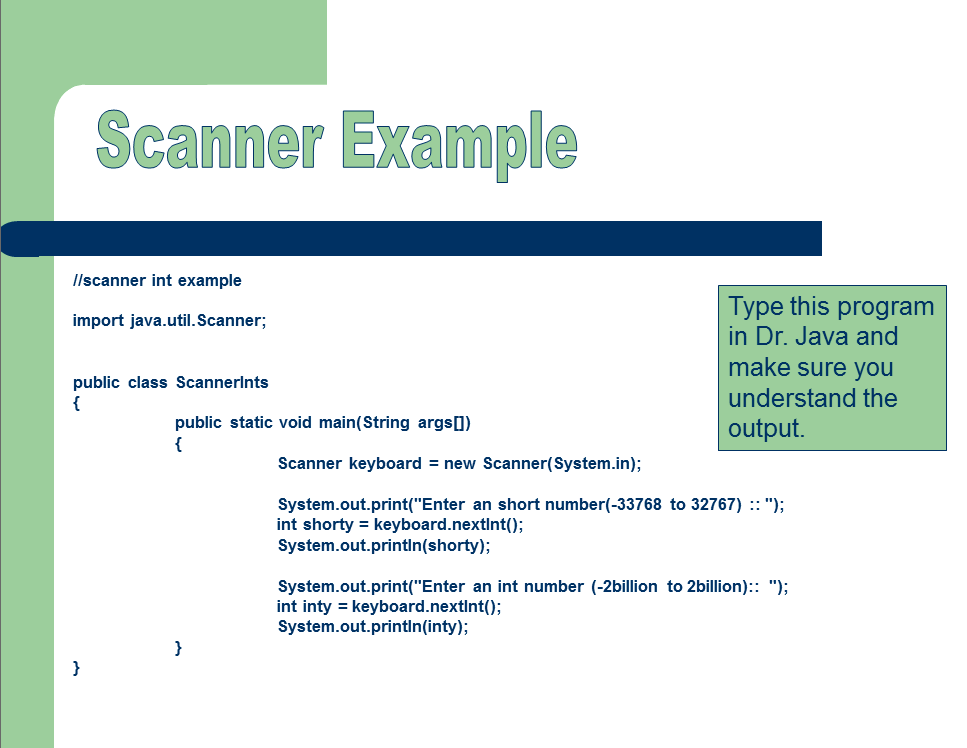 Scanner Example
//scanner int example
import java.util.Scanner;
public class ScannerInts
{
public static void main(String args[])
{
Scanner keyboard = new Scanner(System.in);
System.out.print("Enter an short number(-33768 to 32767) :: ");
int shorty = keyboard.nextInt();
System.out.println(shorty);
System.out.print("Enter an int number (-2billion to 2billion):: ");
int inty = keyboard.nextInt();
System.out.println(inty);
}
}
Type this program
in Dr. Java and
make sure you
understand the
output.